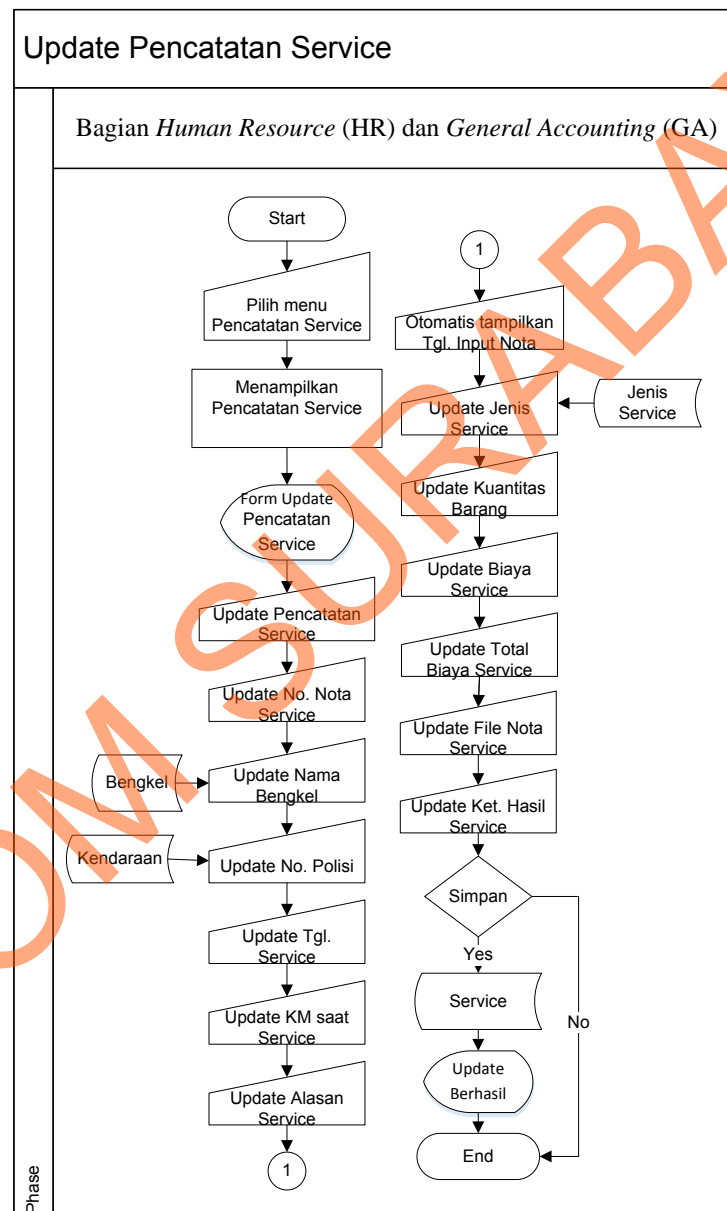 Update Pencatatan Service
Bagian Human Resource (HR) dan General Accounting (GA)
Phase
Start
Pilih menu
Pencatatan Service
Menampilkan
Pencatatan Service
Form Update
Pencatatan
Service
Update Pencatatan
Service
Update No. Nota
Service
Bengkel
Update Nama
Bengkel
Kendaraan
Update No. Polisi
Update Tgl.
Service
Update KM saat
Service
Update Alasan
Service
1
1
Otomatis tampilkan
Tgl. Input Nota
Update Jenis
Service
Jenis
Service
Update Kuantitas
Barang
Update Biaya
Service
Update Total
Biaya Service
Update File Nota
Service
Update Ket. Hasil
Service
Simpan
Yes
No
Service
Update
Berhasil
End
OM SURABA